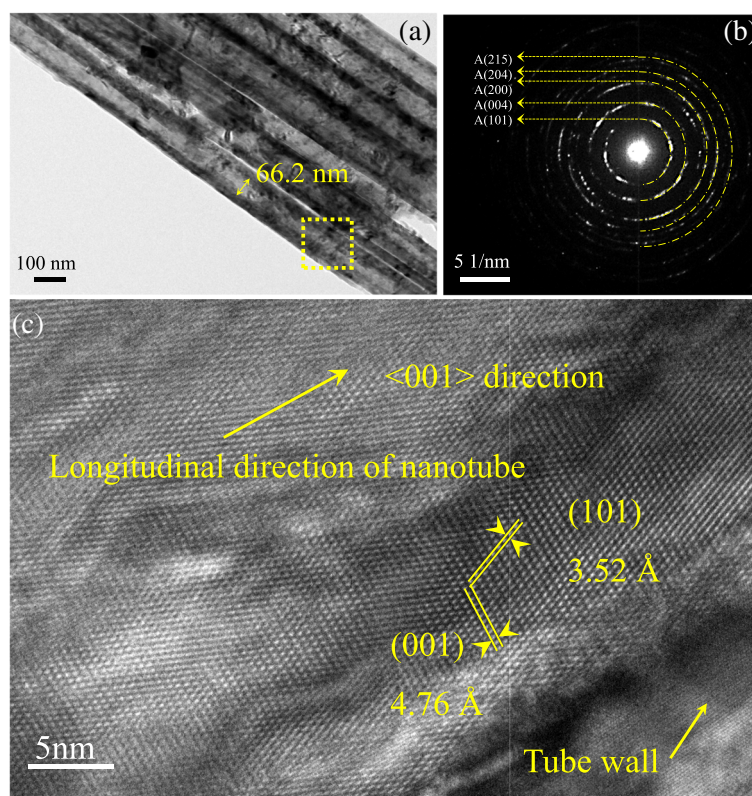 (a)
66.2 nm
100 nm
(b)
A(215)
A(204)
A(200)
A(004)
A(101)
5 1/nm
(c)
<001> direction
Longitudinal direction of nanotube
(101)
3.52 Å
(001)
4.76 Å
5nm
Tube wall